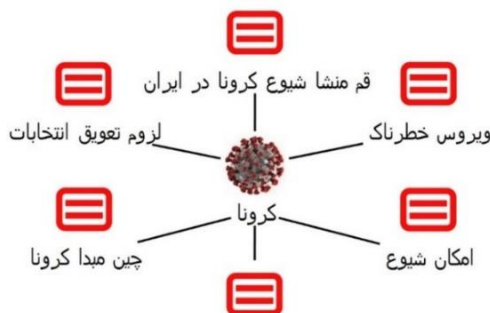 قم منشا شیوع کرونا در ایران
لزوم تعویق انتخابات
ویروس خطرناک
کرونا
چین مبدا کرونا
امکان شیوع